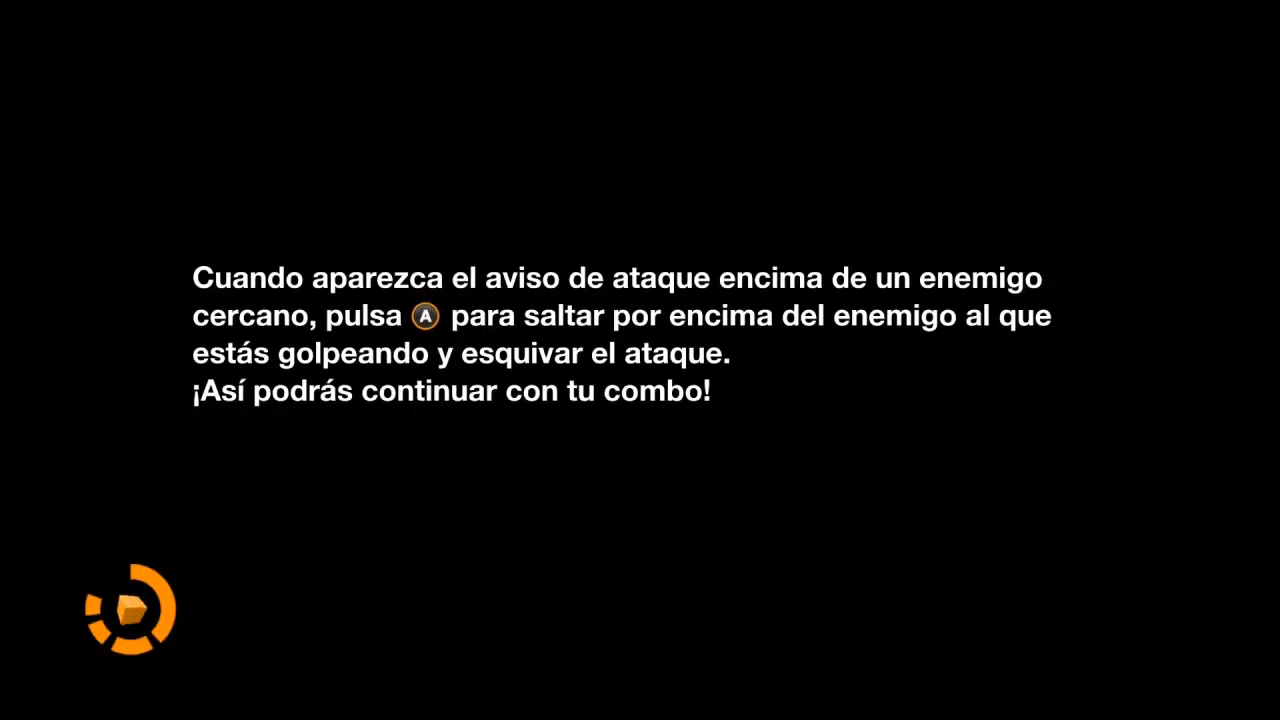 Cuando aparezca el aviso de ataque encima de un enemigo
cercano, pulsa A para saltar por encima del enemigo al que
estás golpeando y esquivar el ataque.
¡Así podrás continuar con tu combo!